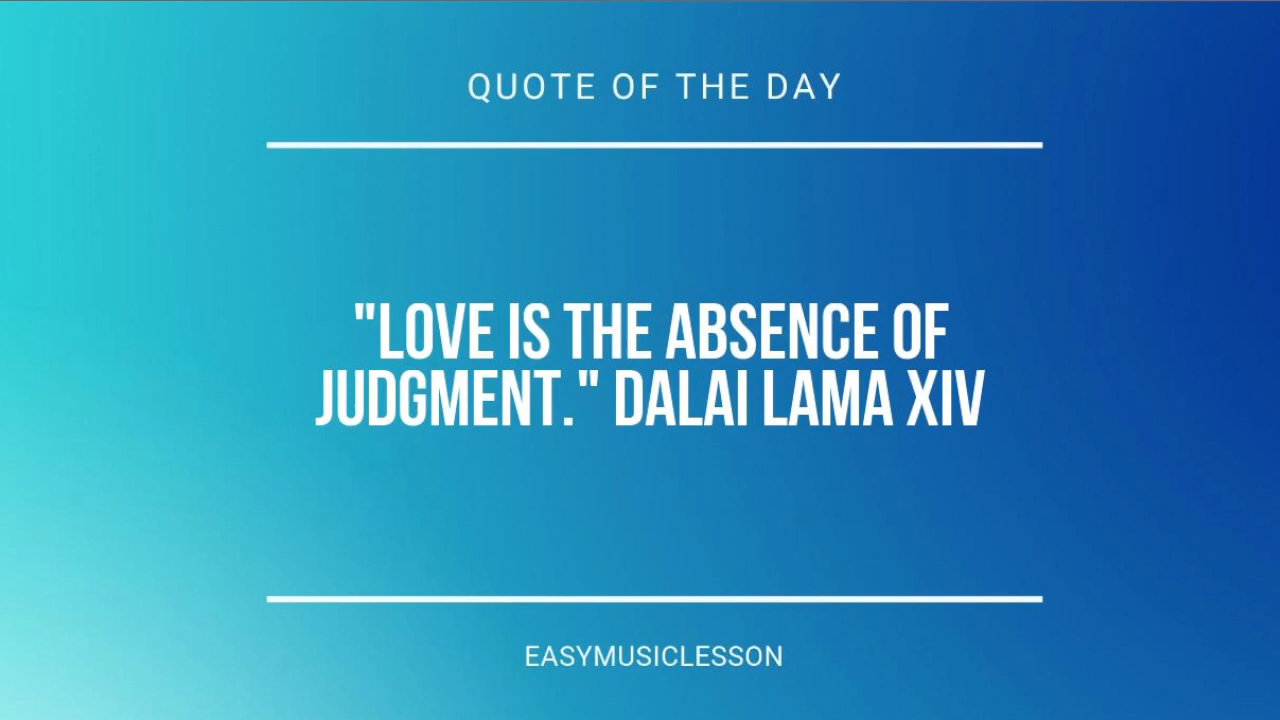 QUOTE OF THE DAY
"LOVE IS THE ABSENCE OF
JUDGMENT." DALAI LAMA XIV
EASYMUSICLESSON